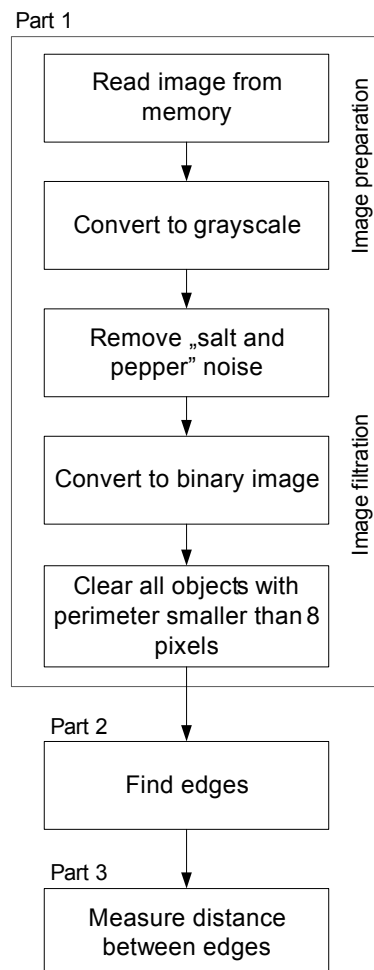 Part 1
Read image from
memory
Image preparation
Convert to grayscale
Remove „salt and
pepper” noise
Convert to binary image
Image filtration
Clear all objects with
perimeter smaller than 8
pixels
Part 2
Find edges
Part 3
Measure distance
between edges